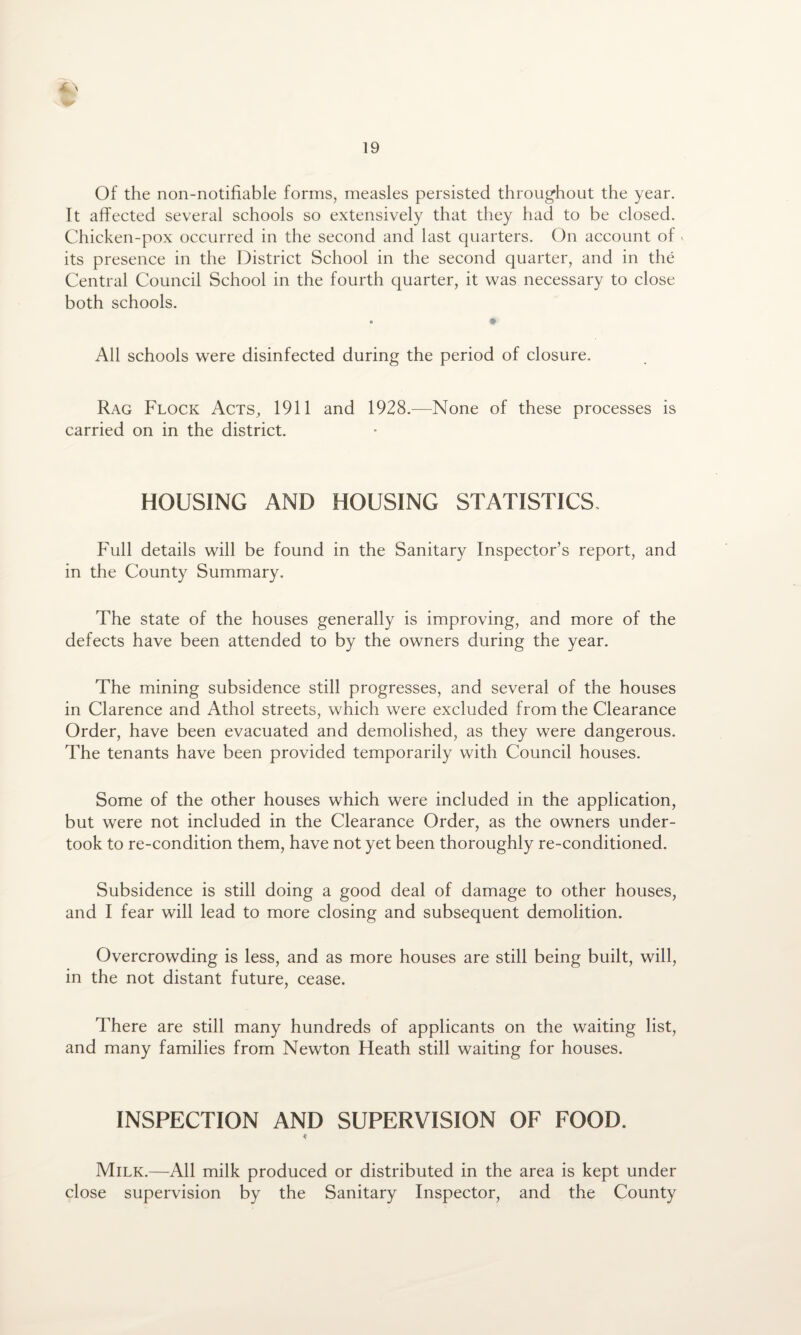 19
Of the non-notifiable forms, measles persisted throughout the year.
It affected several schools so extensively that they had to be closed.
Chicken-pox occurred in the second and last quarters. On account of
its presence in the District School in the second quarter, and in the
Central Council School in the fourth quarter, it was necessary to close
both schools.
All schools were disinfected during the period of closure.
Rag Flock Acts, 1911 and 1928.—None of these processes is
carried on in the district.
HOUSING AND HOUSING STATISTICS.
Full details will be found in the Sanitary Inspector's report, and
in the County Summary.
The state of the houses generally is improving, and more of the
defects have been attended to by the owners during the year.
The mining subsidence still progresses, and several of the houses
in Clarence and Athol streets, which were excluded from the Clearance
Order, have been evacuated and demolished, as they were dangerous.
The tenants have been provided temporarily with Council houses.
Some of the other houses which were included in the application,
but were not included in the Clearance Order, as the owners under-
took to re-condition them, have not yet been thoroughly re-conditioned.
Subsidence is still doing a good deal of damage to other houses,
and I fear will lead to more closing and subsequent demolition.
Overcrowding is less, and as more houses are still being built, will,
in the not distant future, cease.
There are still many hundreds of applicants on the waiting list,
and many families from Newton Heath still waiting for houses.
INSPECTION AND SUPERVISION OF FOOD.
Milk.—All milk produced or distributed in the area is kept under
close supervision by the Sanitary Inspector, and the County